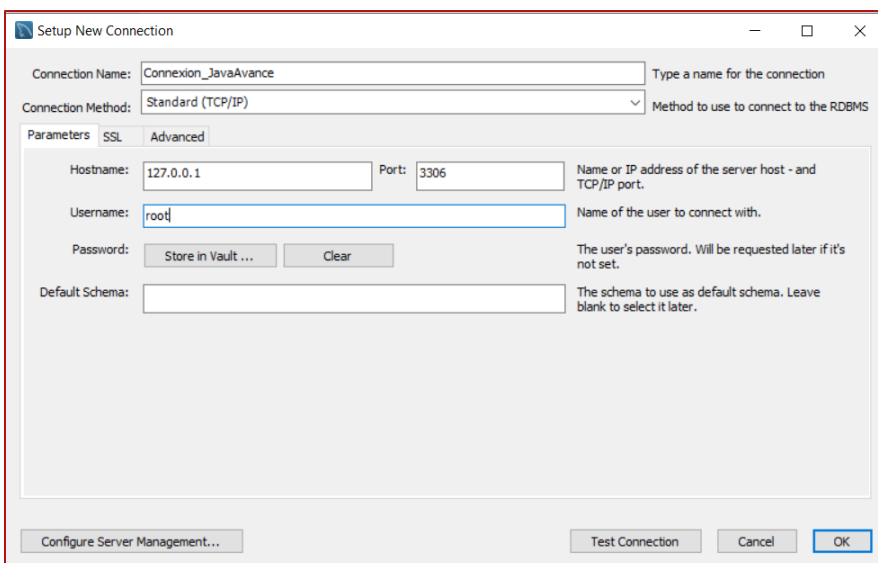 Setup New Connection
Connection Name: Connexion_JavaAvance Type a name for the connection
Connection Method: Standard (TCP/IP) Method to use to connect to the RDBMS
Parameters SSL Advanced
Hostname: 127.0.0.1 Port: 3306 Name or IP address of the server host - and
TCP/IP port.
Username: root Name of the user to connect with.
Password: Store in Vault ... Clear The user's password. Will be requested later if it's
not set.
Default Schema: The schema to use as default schema. Leave
blank to select it later.
Configure Server Management... Test Connection Cancel OK